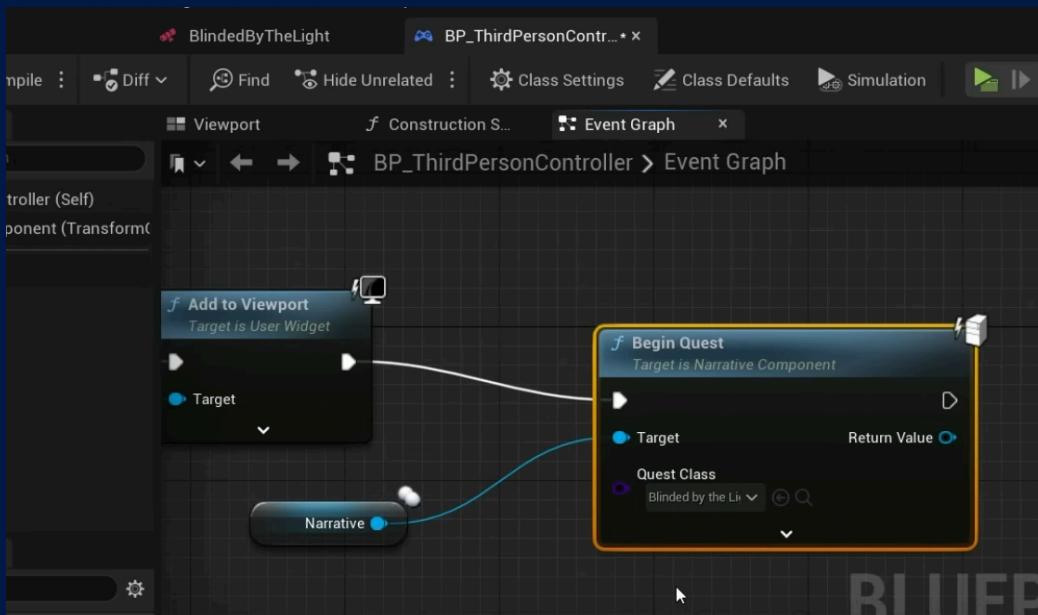 BlindedByTheLight
BP_ThirdPersonContr...•
mpile
Diff
Find
Hide Unrelated
Class Settings
Class Defaults
Simulation
Viewport
f Construction S...
Event Graph
BP_ThirdPersonController > Event Graph
troller (Self)
ponent (Transform
f Add to Viewport
Target is User Widget
Target
Narrative
f Begin Quest
Target is Narrative Component
Target
Return Value
Quest Class
Blinded by the Li
BLUEP